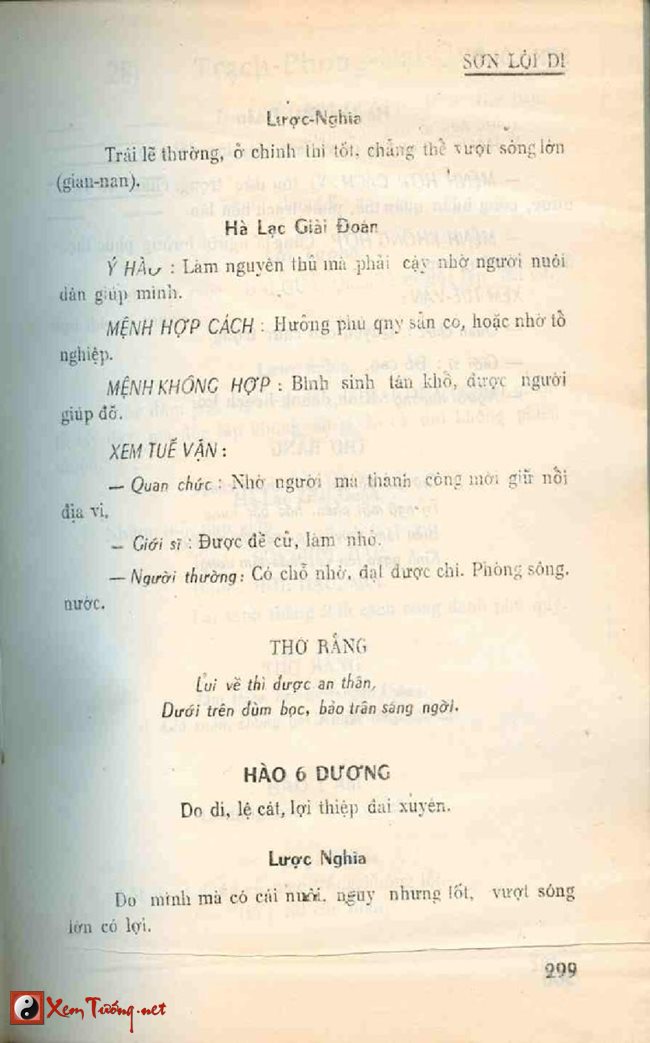 SƠN LÔI DI
Lược-Nghĩa
Trái lẽ thường, ở chính thì tốt, chẳng thể vượt sông lớn
(gian-nan).
Hà Lạc Giải Đoán
Ý HÀO : Làm nguyên thủ mà phải cậy nhờ người nuôi
dân giúp mình.
MỆNH HỢP CÁCH : Hưởng phú quy sẵn có, hoặc nhờ tổ
nghiệp.
MỆNH KHÔNG HỢP : Bình sinh tân khổ, được người
giúp đỡ.
XEM TUẾ VẬN :
— Quan chức : Nhờ người mà thành công mới giữ nổi
địa vị.
— Giới sĩ : Được đề cử, làm nhỏ.
— Người thường : Có chỗ nhờ, đạt được chí. Phòng sông.
nước.
THƠ RẰNG
Lui về thì được an thân,
Dưới trên đùm bọc, bảo trân sáng ngời.
HÀO 6 DƯƠNG
Do di, lệ cát, lợi thiệp đại xuyên.
Lược Nghĩa
Do mình mà có cái nuôi, nguy nhưng tốt, vượt sông
lớn có lợi.
299
XemTướng.net